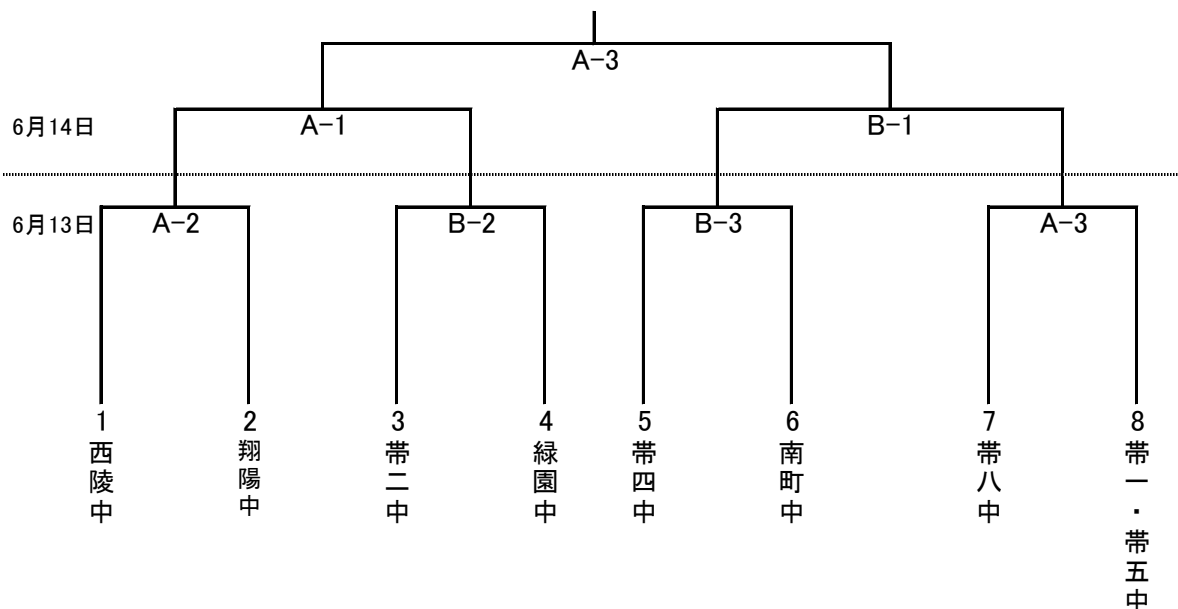 A-3
6月14日
A-1
B-1
6月13日
A-2
B-2
B-3
A-3
1
西陵中
2
翔陽中
3
帯二中
4
緑園中
5
帯四中
6
南町中
7
帯八中
8
帯一・帯五中